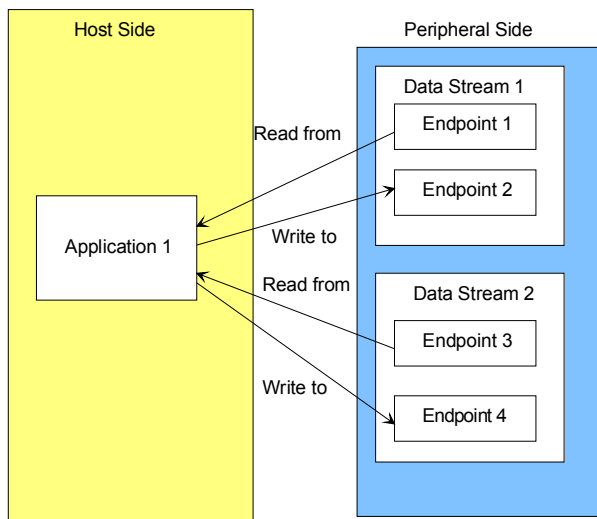 Host Side
Peripheral Side
Data Stream 1
Endpoint 1
Read from
Endpoint 2
Write to
Application 1
Read from
Data Stream 2
Endpoint 3
Write to
Endpoint 4